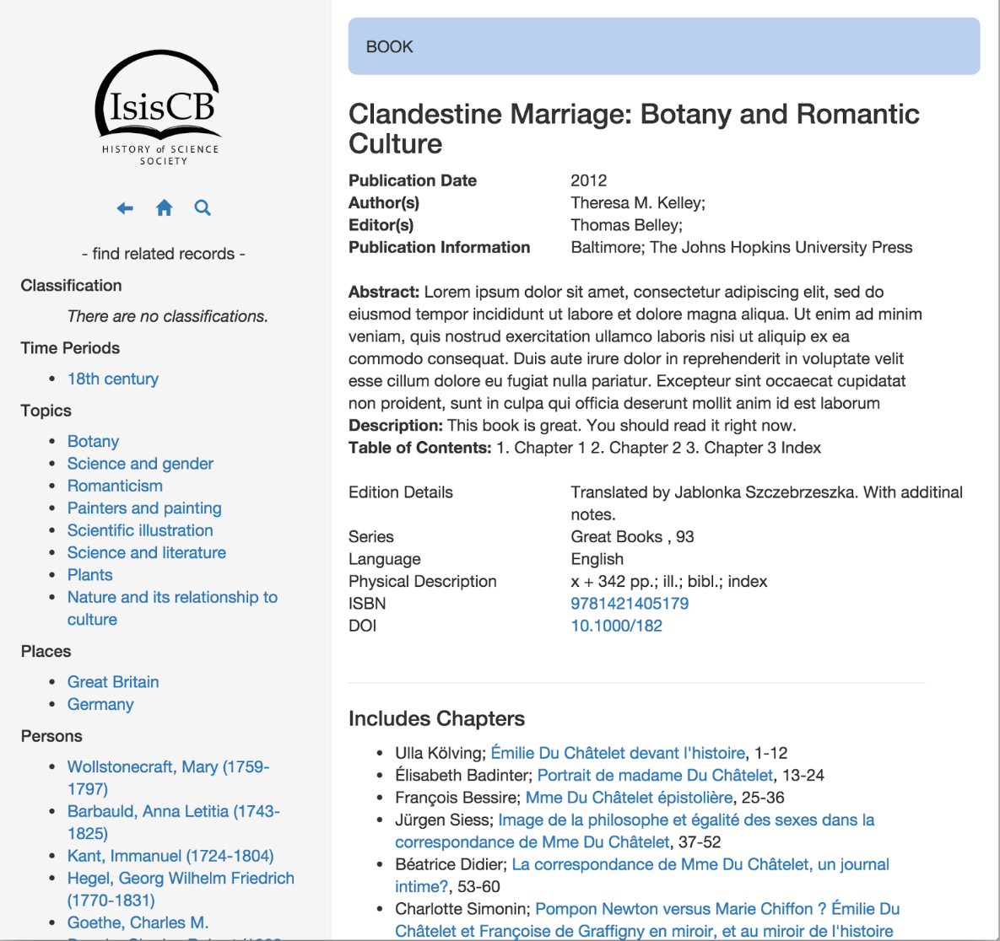 IsisCB
HISTORY of SCIENCE
SOCIETY
- find related records -
Classification
There are no classifications.
Time Periods
• 18th century
Topics
• Botany
• Science and gender
• Romanticism
• Painters and painting
• Scientific illustration
• Science and literature
• Plants
• Nature and its relationship to
culture
Places
• Great Britain
• Germany
Persons
• Wollstonecraft, Mary (1759-
1797)
• Barbauld, Anna Letitia (1743-
1825)
• Kant, Immanuel (1724-1804)
• Hegel, Georg Wilhelm Friedrich
(1770-1831)
• Goethe, Charles M.
BOOK
Clandestine Marriage: Botany and Romantic
Culture
Publication Date 2012
Author(s) Theresa M. Kelley;
Editor(s) Thomas Belley;
Publication Information Baltimore; The Johns Hopkins University Press
Abstract: Lorem ipsum dolor sit amet, consectetur adipiscing elit, sed do
eiusmod tempor incididunt ut labore et dolore magna aliqua. Ut enim ad minim
veniam, quis nostrud exercitation ullamco laboris nisi ut aliquip ex ea
commodo consequat. Duis aute irure dolor in reprehenderit in voluptate velit
esse cillum dolore eu fugiat nulla pariatur. Excepteur sint occaecat cupidatat
non proident, sunt in culpa qui officia deserunt mollit anim id est laborum
Description: This book is great. You should read it right now.
Table of Contents: 1. Chapter 1 2. Chapter 2 3. Chapter 3 Index
Edition Details Translated by Jablonka Szczebrzeszka. With additinal
notes.
Series Great Books , 93
Language English
Physical Description x + 342 pp.; ill.; bibl.; index
ISBN 9781421405179
DOI 10.1000/182
Includes Chapters
• Ulla Kölving; Émilie Du Châtelet devant l'histoire, 1-12
• Élisabeth Badinter; Portrait de madame Du Châtelet, 13-24
• François Bessire; Mme Du Châtelet épistolière, 25-36
• Jürgen Siess; Image de la philosophe et égalité des sexes dans la
correspondance de Mme Du Châtelet, 37-52
• Béatrice Didier; La correspondance de Mme Du Châtelet, un journal
intime?, 53-60
• Charlotte Simonin; Pompon Newton versus Marie Chiffon ? Émilie Du
Châtelet et Françoise de Graffigny en miroir, et au miroir de l'histoire